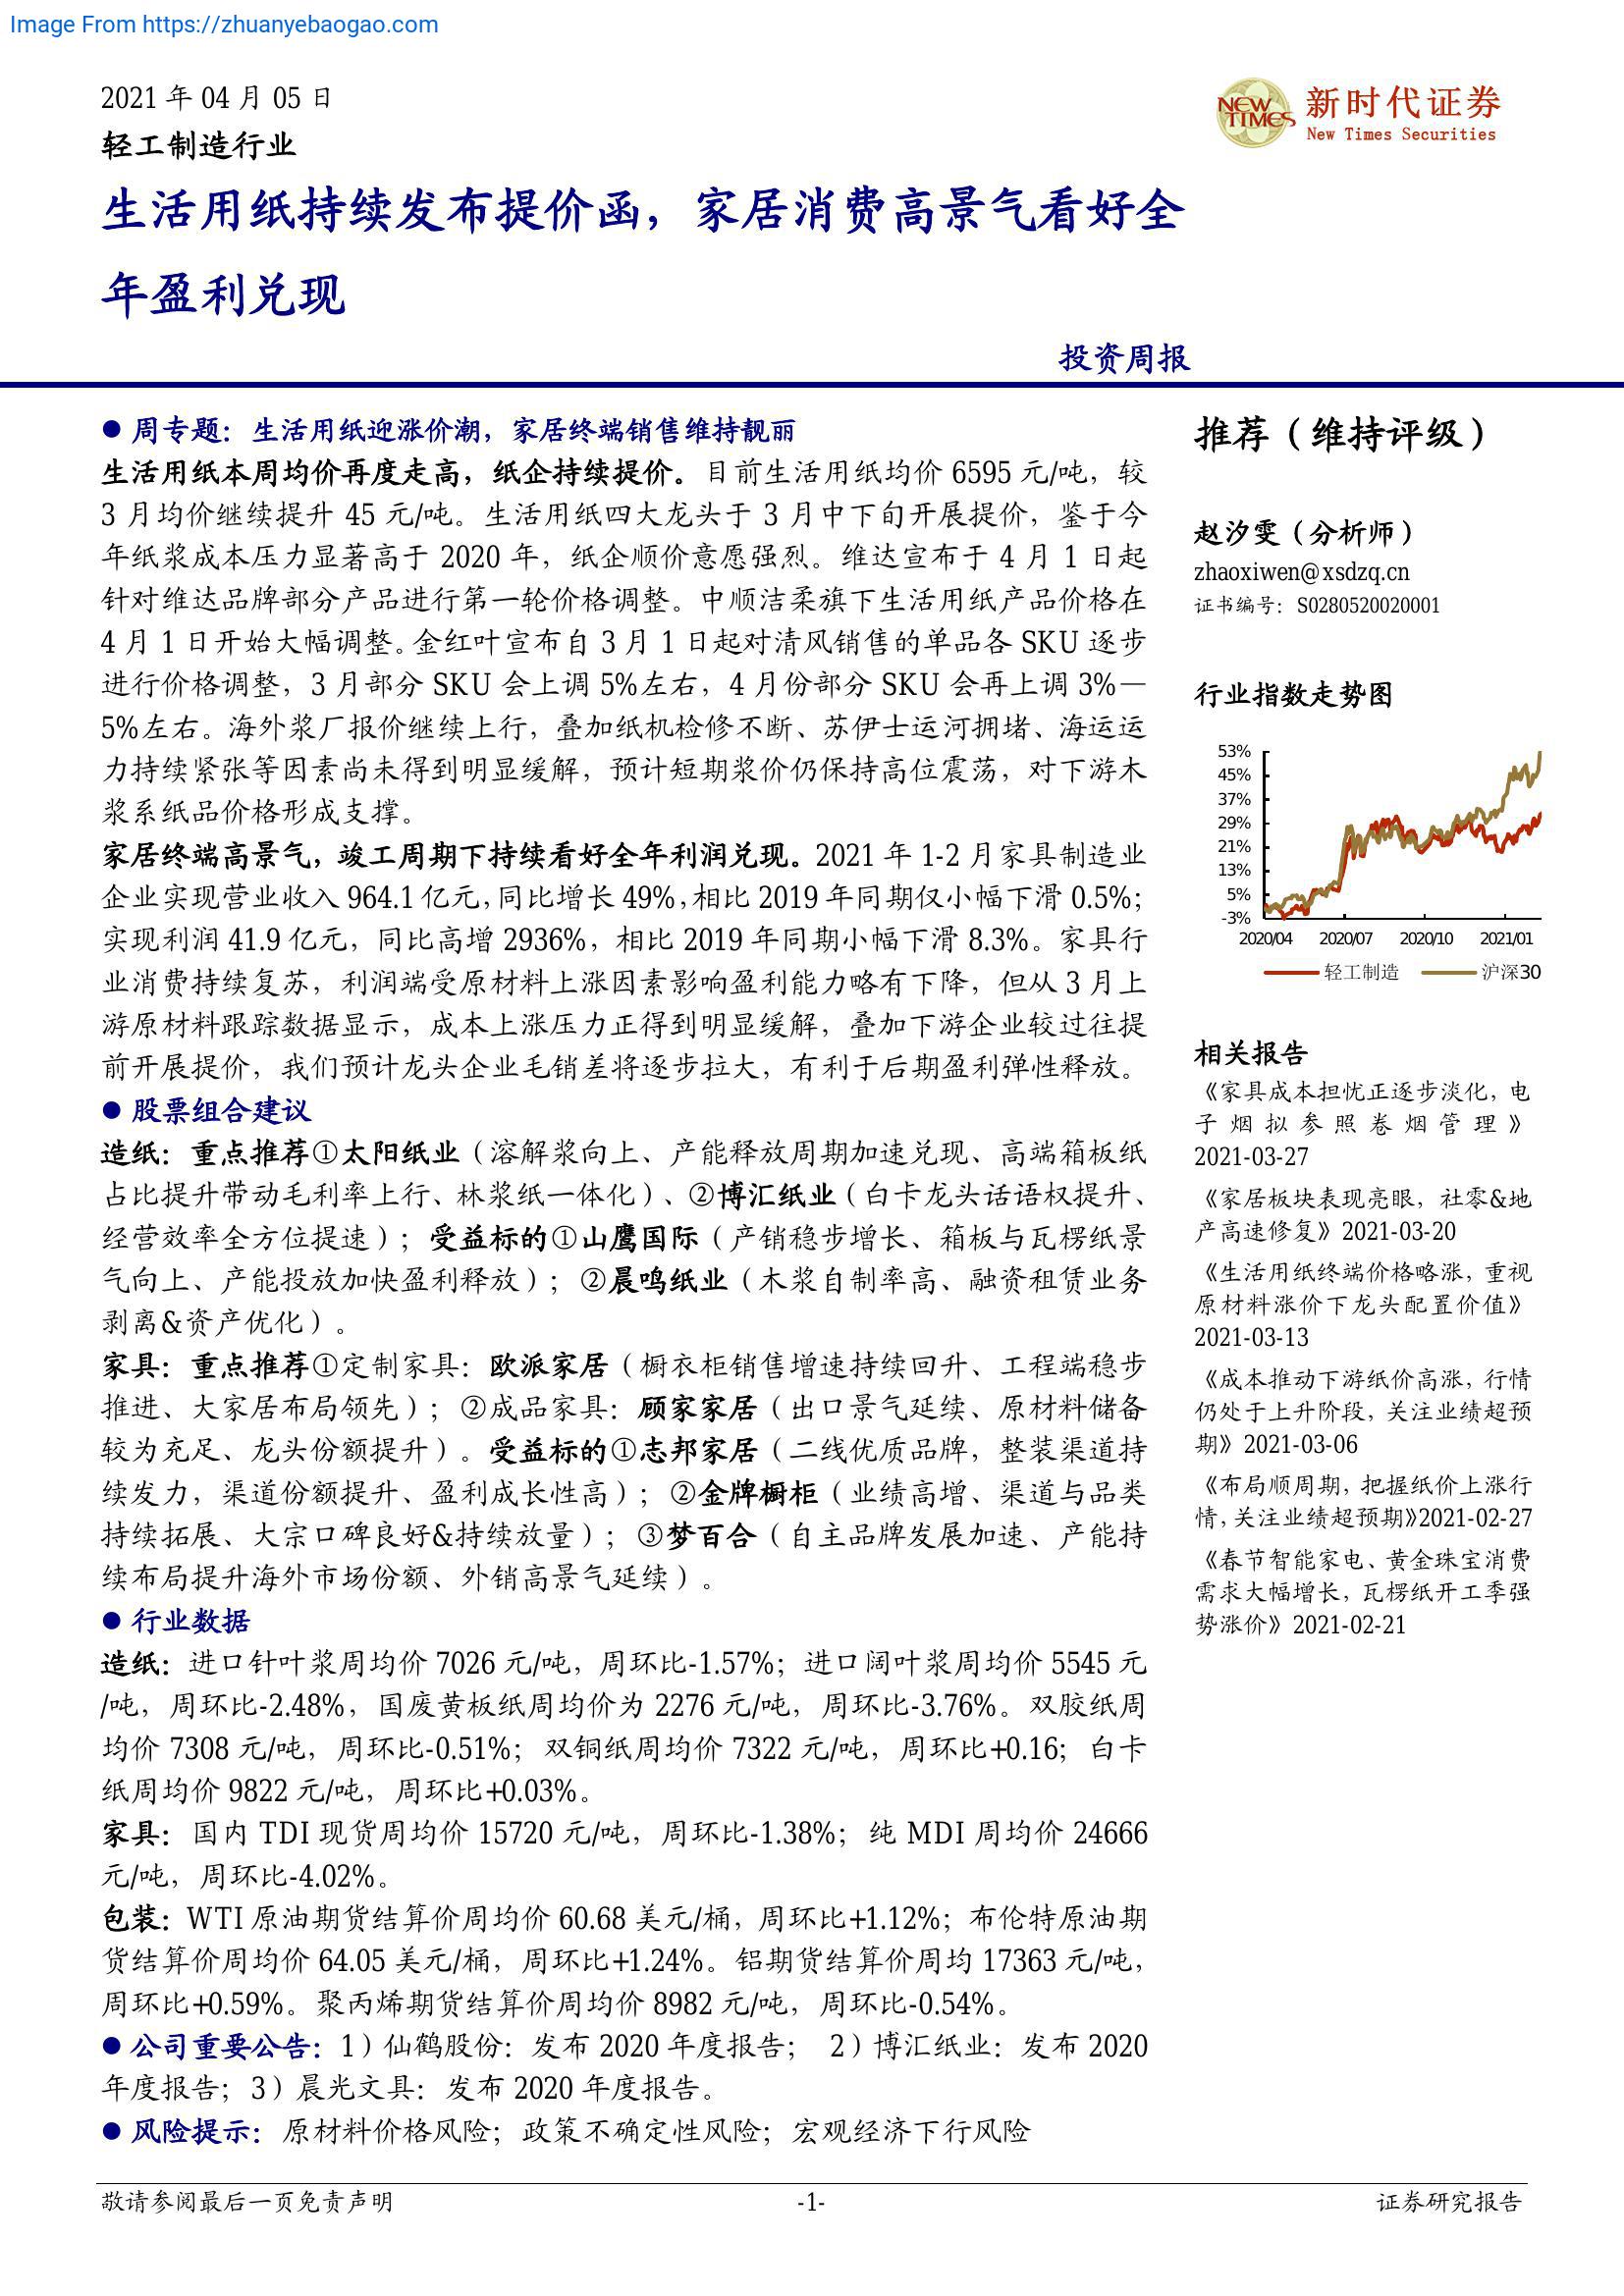 Image From https://zhuanyebaogao.com
2021 年 04 月 05 日
NEW TIMES
新时代证券
New Times Securities
轻工制造行业
生活用纸持续发布提价函，家居消费高景气看好全
年盈利兑现
投资周报
● 周专题：生活用纸迎涨价潮，家居终端销售维持靓丽
生活用纸本周均价再度走高，纸企持续提价。目前生活用纸均价 6595 元/吨，较
3 月均价继续提升 45 元/吨。生活用纸四大龙头于 3 月中下旬开展提价，鉴于今
年纸浆成本压力显著高于 2020 年，纸企顺价意愿强烈。维达宣布于 4 月 1 日起
针对维达品牌部分产品进行第一轮价格调整。中顺洁柔旗下生活用纸产品价格在
4 月 1 日开始大幅调整。金红叶宣布自 3 月 1 日起对清风销售的单品各 SKU 逐步
进行价格调整，3 月部分 SKU 会上调 5%左右，4 月份部分 SKU 会再上调 3%—
5%左右。海外浆厂报价继续上行，叠加纸机检修不断、苏伊士运河拥堵、海运运
力持续紧张等因素尚未得到明显缓解，预计短期浆价仍保持高位震荡，对下游木
浆系纸品价格形成支撑。
家居终端高景气，竣工周期下持续看好全年利润兑现。2021 年 1-2 月家具制造业
企业实现营业收入 964.1 亿元，同比增长 49%，相比 2019 年同期仅小幅下滑 0.5%；
实现利润 41.9 亿元，同比高增 2936%，相比 2019 年同期小幅下滑 8.3%。家具行
业消费持续复苏，利润端受原材料上涨因素影响盈利能力略有下降，但从 3 月上
游原材料跟踪数据显示，成本上涨压力正得到明显缓解，叠加下游企业较过往提
前开展提价，我们预计龙头企业毛销差将逐步拉大，有利于后期盈利弹性释放。
● 股票组合建议
造纸：重点推荐①太阳纸业（溶解浆向上、产能释放周期加速兑现、高端箱板纸
占比提升带动毛利率上行、林浆纸一体化）、②博汇纸业（白卡龙头话语权提升、
经营效率全方位提速）；受益标的①山鹰国际（产销稳步增长、箱板与瓦楞纸景
气向上、产能投放加快盈利释放）；②晨鸣纸业（木浆自制率高、融资租赁业务
剥离&资产优化）。
家具：重点推荐①定制家具：欧派家居（橱衣柜销售增速持续回升、工程端稳步
推进、大家居布局领先）；②成品家具：顾家家居（出口景气延续、原材料储备
较为充足、龙头份额提升）。受益标的①志邦家居（二线优质品牌，整装渠道持
续发力，渠道份额提升、盈利成长性高）；②金牌橱柜（业绩高增、渠道与品类
持续拓展、大宗口碑良好&持续放量）；③梦百合（自主品牌发展加速、产能持
续布局提升海外市场份额、外销高景气延续）。
● 行业数据
造纸：进口针叶浆周均价 7026 元/吨，周环比-1.57%；进口阔叶浆周均价 5545 元
/吨，周环比-2.48%，国废黄板纸周均价为 2276 元/吨，周环比-3.76%。双胶纸周
均价 7308 元/吨，周环比-0.51%；双铜纸周均价 7322 元/吨，周环比+0.16；白卡
纸周均价 9822 元/吨，周环比+0.03%。
家具：国内 TDI 现货周均价 15720 元/吨，周环比-1.38%；纯 MDI 周均价 24666
元/吨，周环比-4.02%。
包装：WTI 原油期货结算价周均价 60.68 美元/桶，周环比+1.12%；布伦特原油期
货结算价周均价 64.05 美元/桶，周环比+1.24%。铝期货结算价周均 17363 元/吨，
周环比+0.59%。聚丙烯期货结算价周均价 8982 元/吨，周环比-0.54%。
● 公司重要公告：1）仙鹤股份：发布 2020 年度报告； 2）博汇纸业：发布 2020
年度报告；3）晨光文具：发布 2020 年度报告。
● 风险提示：原材料价格风险；政策不确定性风险；宏观经济下行风险
推荐（维持评级）
赵汐雯（分析师）
zhaoxiwen@xsdzq.cn
证书编号：S0280520020001
行业指数走势图
53%
45%
37%
29%
21%
13%
5%
-3%
2020/04 2020/07 2020/10 2021/01
轻工制造 沪深30
相关报告
《家具成本担忧正逐步淡化，电
子烟拟参照卷烟管理》
2021-03-27
《家居板块表现亮眼，社零&地
产高速修复》2021-03-20
《生活用纸终端价格略涨，重视
原材料涨价下龙头配置价值》
2021-03-13
《成本推动下游纸价高涨，行情
仍处于上升阶段，关注业绩超预
期》2021-03-06
《布局顺周期，把握纸价上涨行
情，关注业绩超预期》2021-02-27
《春节智能家电、黄金珠宝消费
需求大幅增长，瓦楞纸开工季强
势涨价》2021-02-21
敬请参阅最后一页免责声明
-1-
证券研究报告